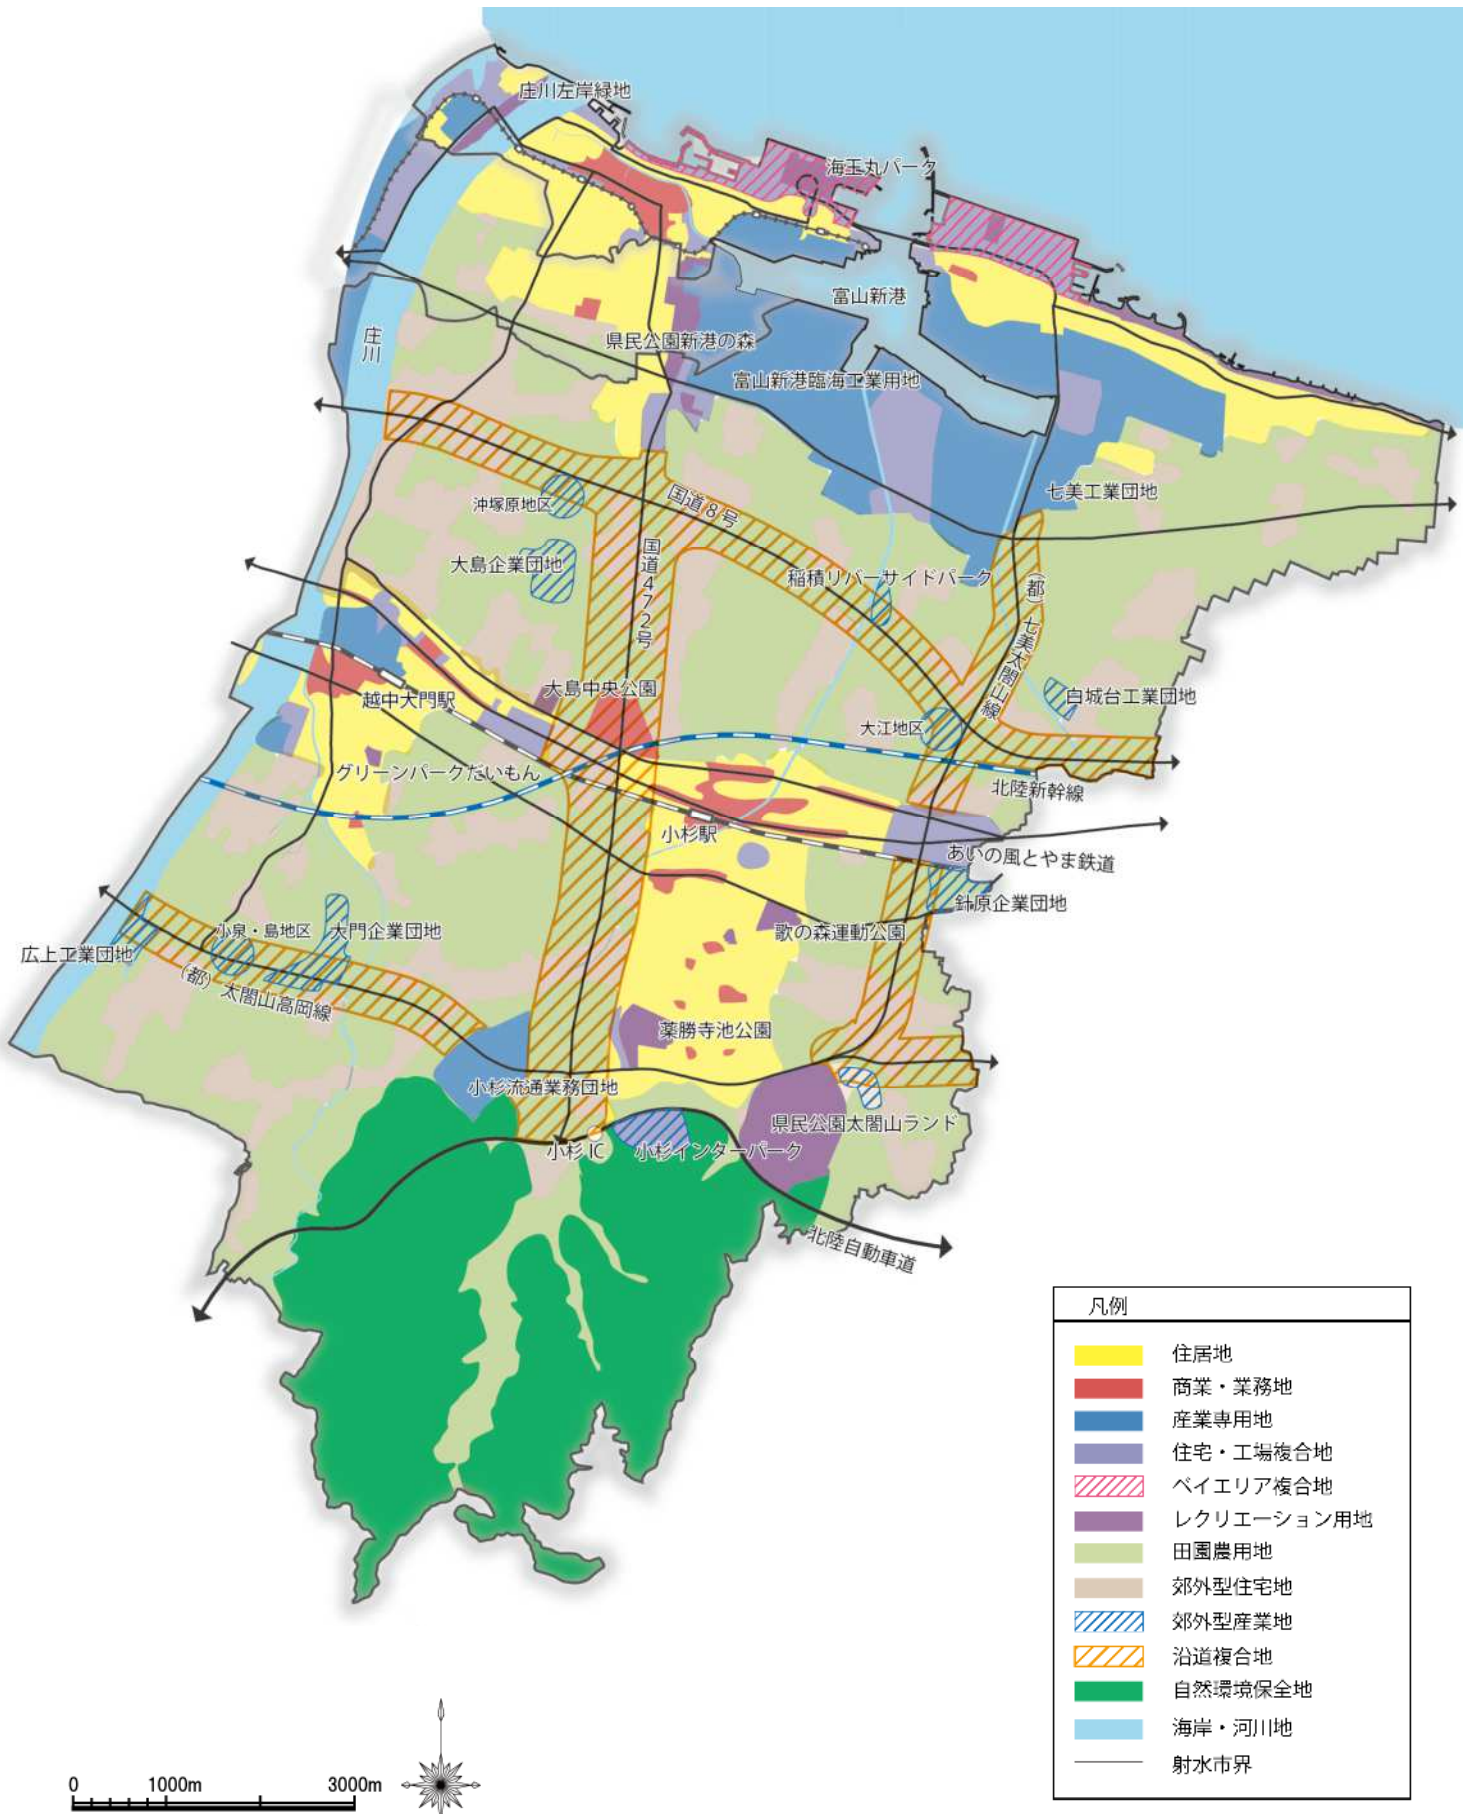 庄川左岸緑地
海王丸パーク
富山新港
庄川
県民公園新港の森
富山新港臨海工業用地
国道8号
七美工業団地
沖塚原地区
国道472号
大島企業団地
稲積リバーサイドパーク
(都)七美太閤山線
大島中央公園
越中大門駅
白城台工業団地
大江地区
グリーンパークだいもん
北陸新幹線
小杉駅
あいの風とやま鉄道
針原企業団地
小泉・島地区
大門企業団地
歌の森運動公園
広上工業団地
(都)太閤山高岡線
薬勝寺池公園
小杉流通業務団地
県民公園太閤山ランド
小杉IC
小杉インターパーク
北陸自動車道
凡例
住居地
商業・業務地
産業専用地
住宅・工場複合地
ベイエリア複合地
レクリエーション用地
田園農用地
郊外型住宅地
郊外型産業地
沿道複合地
自然環境保全地
海岸・河川地
射水市界
0 1000m 3000m